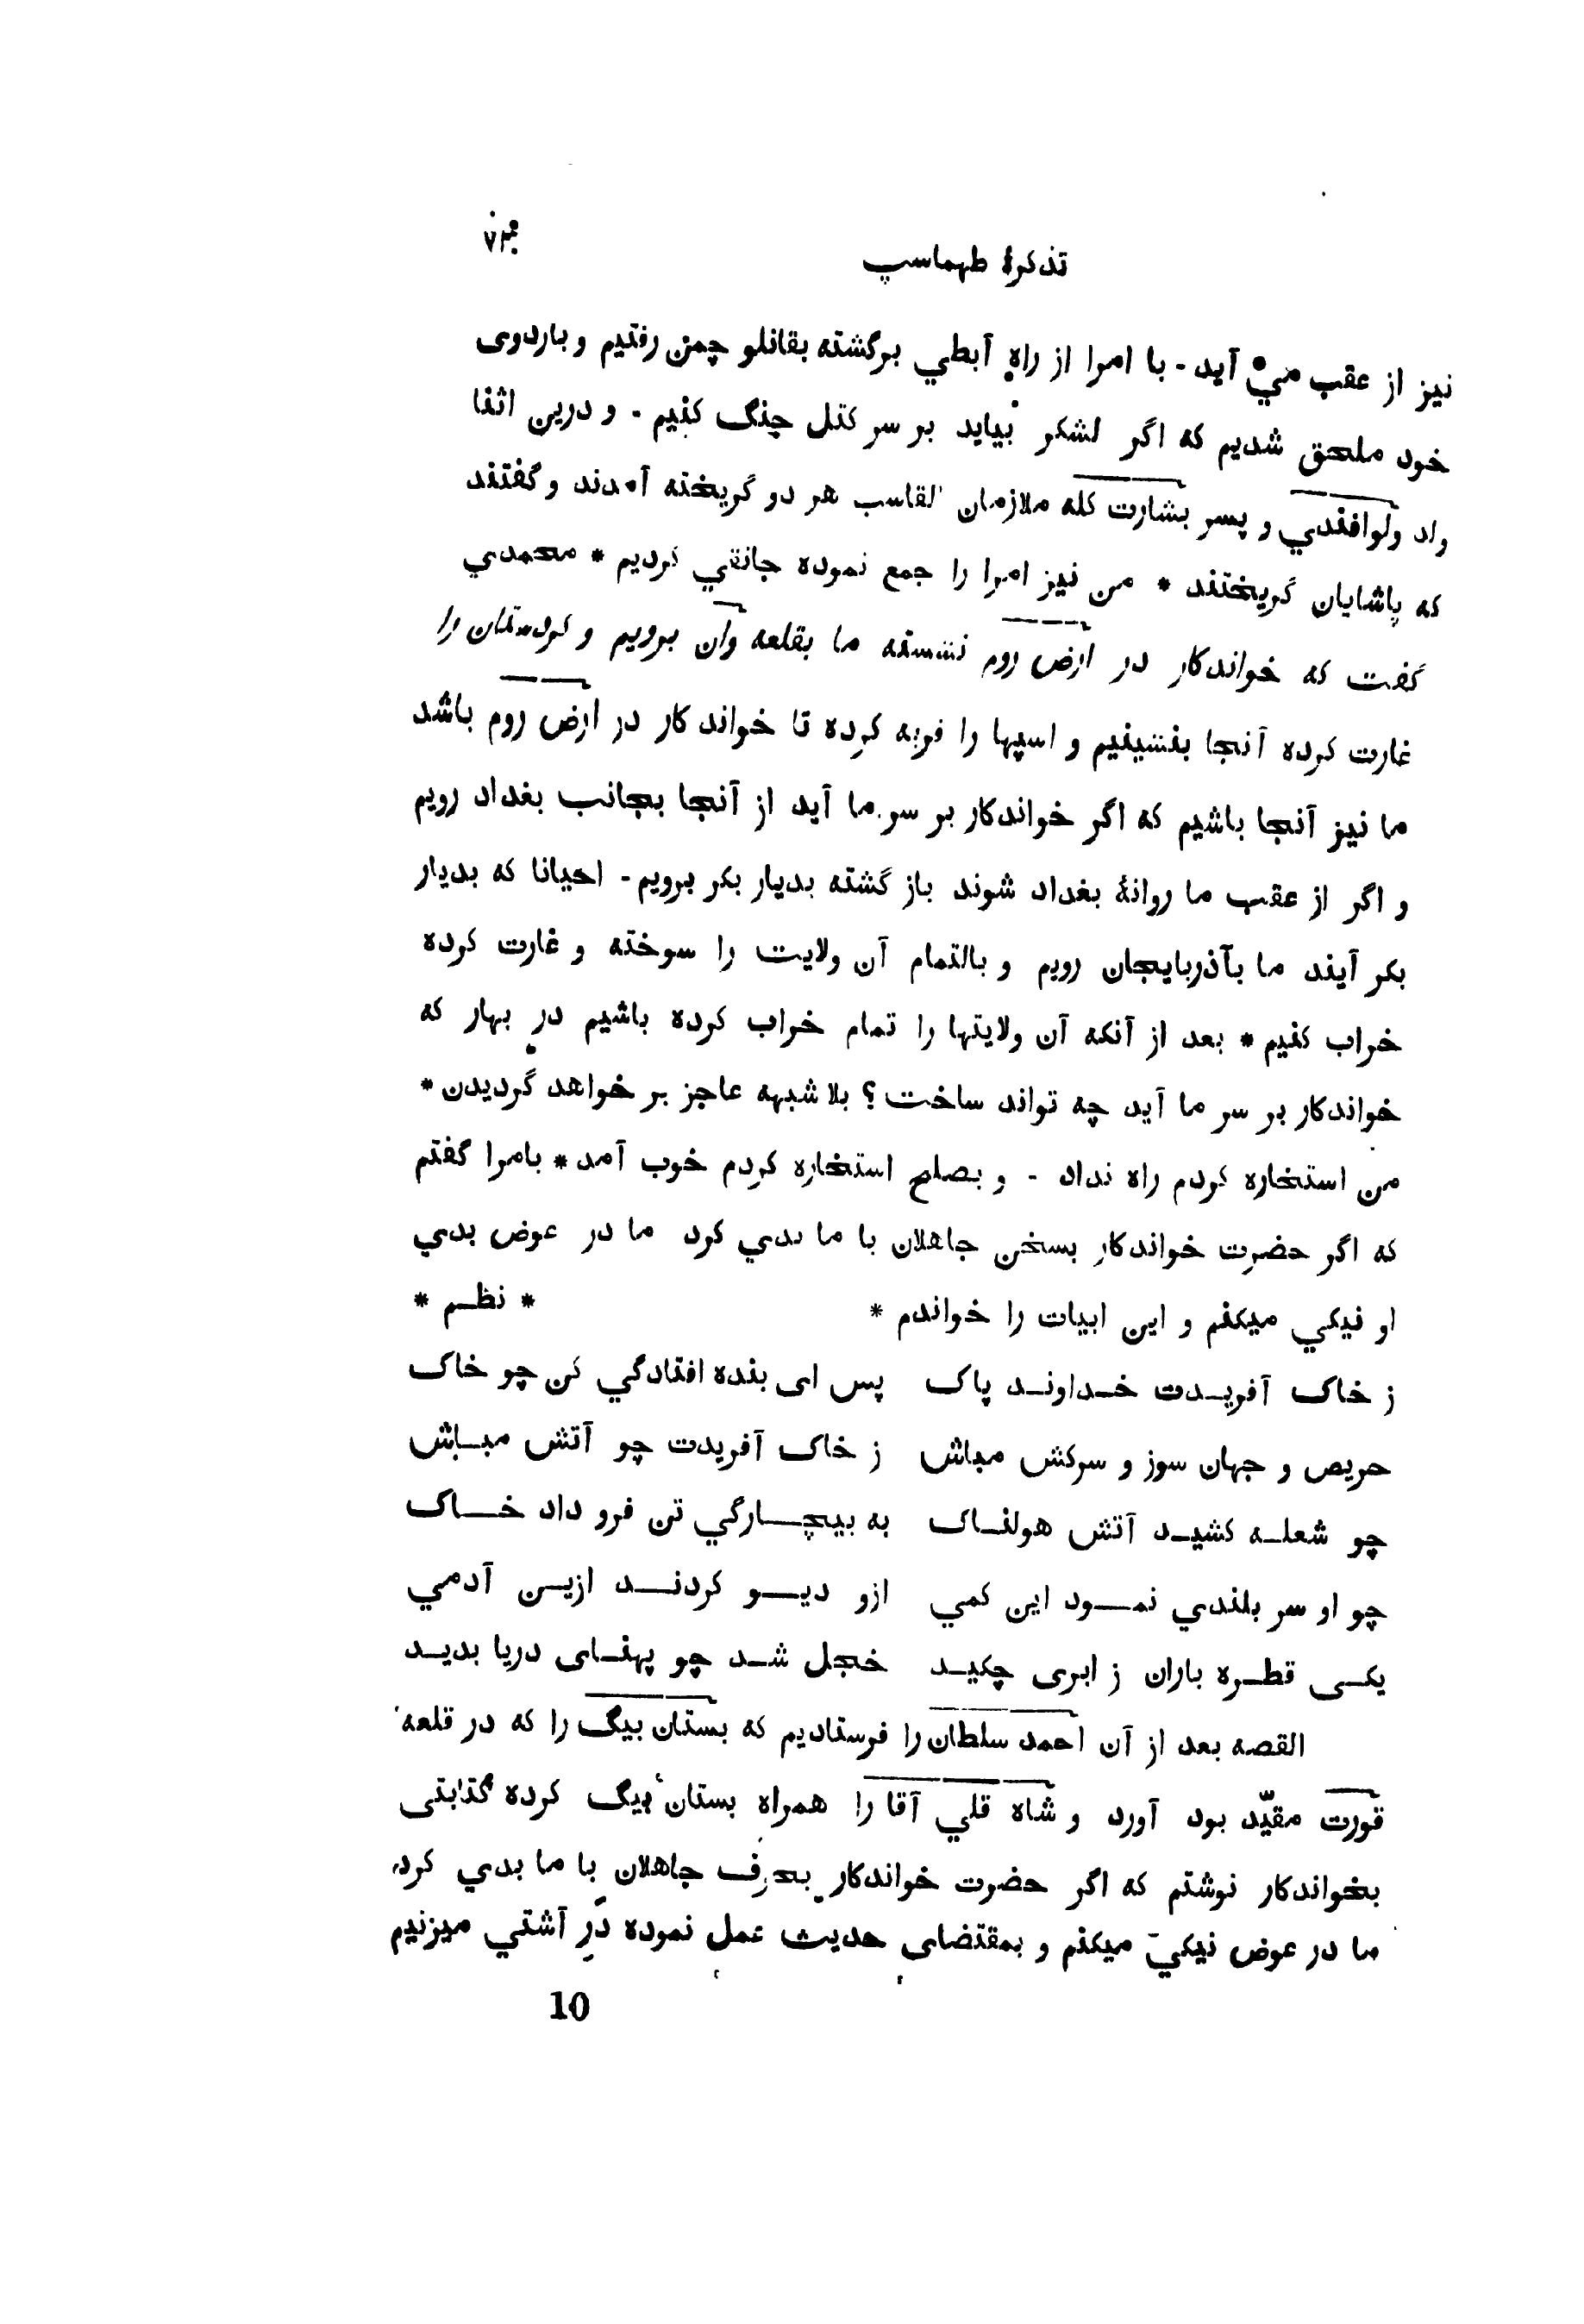 تذكرهٔ طهماسپ
نیز از عقب مي آید - با امرا از راه آبطي برگشته بقانلو چمن رفتیم و باردوی
خود ملحق شدیم که اگر لشکر بیاید بر سر کتل جنگ کنیم - و درین اثنا
ولد ولوافندي و پسر بشارت کله ملازمان القاسب هر دو گریخته آمدند و گفتند
که پاشایان گریختند * من نیز امرا را جمع نموده جانقي کردیم * محمدي
گفت که خواندکار در ارض روم نشسته ما بقلعه وان برویم و کردستان را
غارت کرده آنجا بنشینیم و اسپها را فربه کرده تا خواند کار در ارض روم باشد
ما نیز آنجا باشیم که اگر خواندکار بر سر ما آید از آنجا بجانب بغداد رویم
و اگر از عقب ما روانهٔ بغداد شوند باز گشته بدیار بکر برویم - احیانا که بدیار
بکر آیند ما بآذربایجان رویم و بالتمام آن ولایت را سوخته و غارت کرده
خراب کنیم * بعد از آنکه آن ولایتها را تمام خراب کرده باشیم در بهار که
خواندکار بر سر ما آید چه تواند ساخت ؟ بلا شبهه عاجز بر خواهد گردیدن *
من استخاره کردم راه نداد - و بصلح استخاره کردم خوب آمد * بامرا گفتم
که اگر حضرت خواندکار بسخن جاهلان با ما بدي کرد ما در عوض بدي
او نیکي میکنم و این ابیات را خواندم * * نظم *
ز خاک آفریدت خداوند پاک پس ای بنده افتادگي کن چو خاک
حریص و جهان سوز و سرکش مباش ز خاک آفریدت چو آتش مباش
چو شعله کشید آتش هولناک به بیچارگي تن فرو داد خاک
چو او سر بلندي نمود این کمي ازو دیو کردند ازین آدمي
یکی قطره باران ز ابری چکید خجل شد چو پهنای دریا بدید
القصه بعد از آن احمد سلطان را فرستادیم که بستان بیگ را که در قلعه
قورت مقیّد بود آورد و شاه قلي آقا را همراه بستان بیگ کرده کتابتی
بخواندکار نوشتم که اگر حضرت خواندکار بحرف جاهلان با ما بدي کرد
ما در عوض نیکي میکنم و بمقتضای حدیث عمل نموده در آشتي میزنیم
10